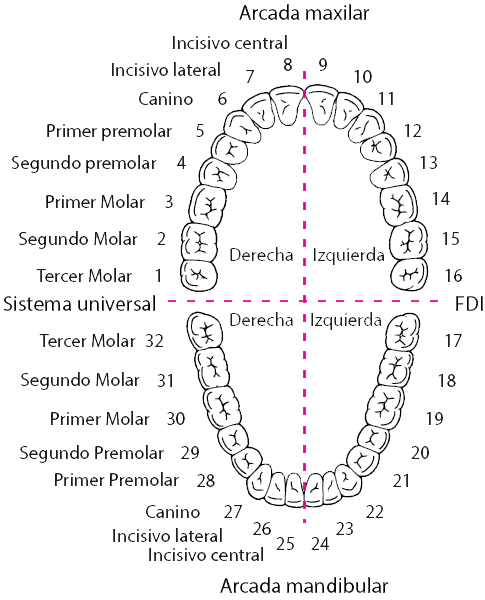 Arcada maxilar
Incisivo central 8 9
Incisivo lateral 7 10
Canino 6 11
Primer premolar 5 12
Segundo premolar 4 13
Primer Molar 3 14
Segundo Molar 2 15
Derecha Izquierda
Tercer Molar 1 16
Sistema universal FDI
Derecha Izquierda
Tercer Molar 32 17
Segundo Molar 31 18
Primer Molar 30 19
Segundo Premolar 29 20
Primer Premolar 28 21
Canino 27 22
Incisivo lateral 26 23
Incisivo central 25 24
Arcada mandibular